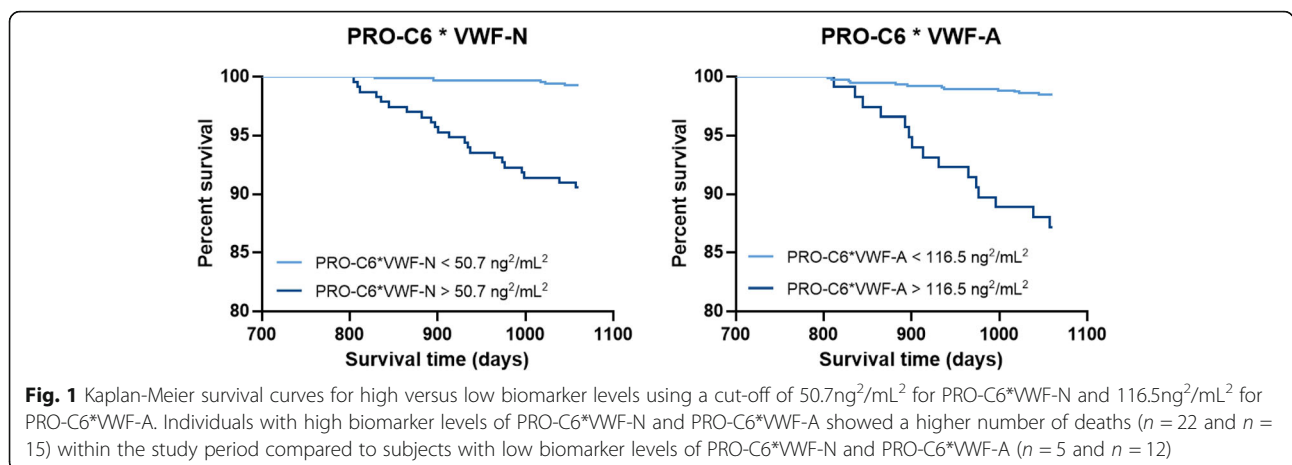 PRO-C6 * VWF-N
Percent survival
100
95
90
85
80
PRO-C6*VWF-N < 50.7 ng²/mL²
PRO-C6*VWF-N > 50.7 ng²/mL²
700 800 900 1000 1100
Survival time (days)
PRO-C6 * VWF-A
Percent survival
100
95
90
85
80
PRO-C6*VWF-A < 116.5 ng²/mL²
PRO-C6*VWF-A > 116.5 ng²/mL²
700 800 900 1000 1100
Survival time (days)
Fig. 1 Kaplan-Meier survival curves for high versus low biomarker levels using a cut-off of 50.7ng²/mL² for PRO-C6*VWF-N and 116.5ng²/mL² for
PRO-C6*VWF-A. Individuals with high biomarker levels of PRO-C6*VWF-N and PRO-C6*VWF-A showed a higher number of deaths (n = 22 and n =
15) within the study period compared to subjects with low biomarker levels of PRO-C6*VWF-N and PRO-C6*VWF-A (n = 5 and n = 12)